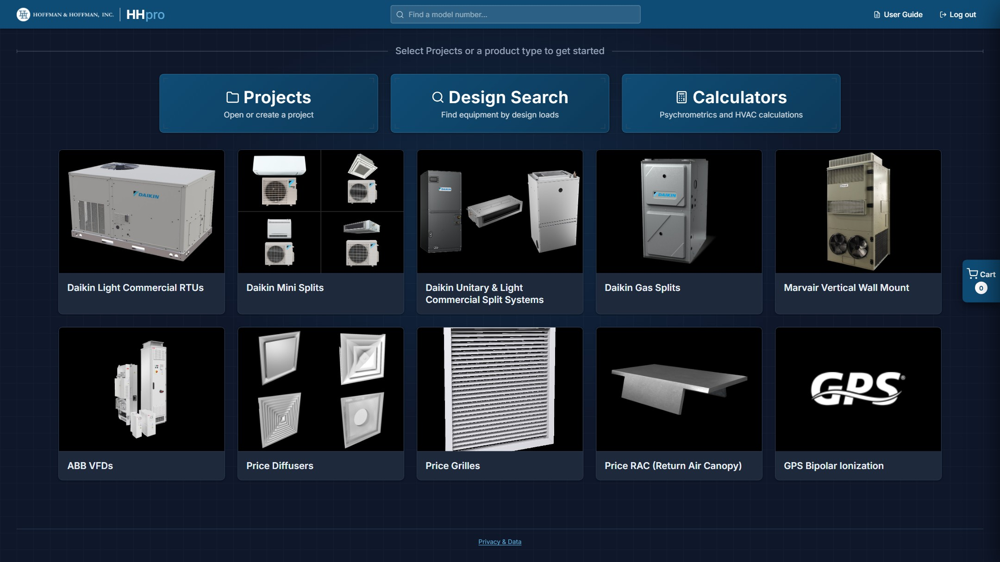 HOFFMAN & HOFFMAN, INC.
HHpro
Find a model number...
User Guide
Log out
Select Projects or a product type to get started
Projects
Open or create a project
Design Search
Find equipment by design loads
Calculators
Psychrometrics and HVAC calculations
DAIKIN
DAIKIN
DAIKIN
Daikin Light Commercial RTUs
Daikin Mini Splits
Daikin Unitary & Light
Commercial Split Systems
Daikin Gas Splits
Marvair Vertical Wall Mount
Cart
0
GPS®
ABB VFDs
Price Diffusers
Price Grilles
Price RAC (Return Air Canopy)
GPS Bipolar Ionization
Privacy & Data